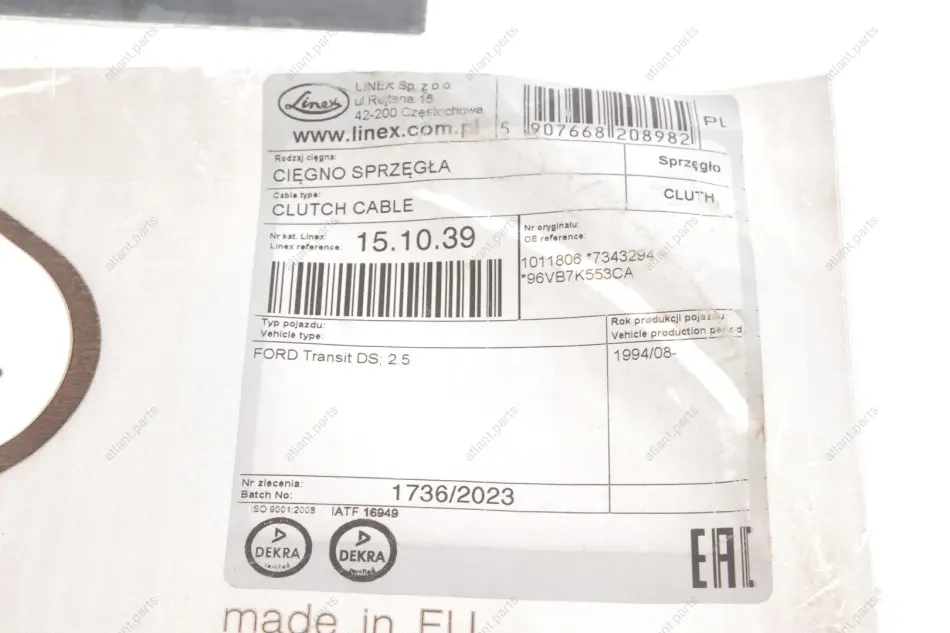 Linex
LINEX Sp. z o.o
ul.Rejtana 15
42-200 Częstochowa
www.linex.com.pl
5 907668 208982
PL
Rodzaj cięgna:
CIĘGNO SPRZĘGŁA
Sprzęgło
Cable type:
CLUTCH CABLE
CLUTH
Nr kat. Linex:
Linex reference:
15.10.39
Nr oryginału:
OE reference:
1011806 *7343294
*96VB7K553CA
Typ pojazdu:
Vehicle type:
Rok produkcji pojazdu
Vehicle production period
FORD Transit DS; 2.5
1994/08-
Nr zlecenia:
Batch No:
1736/2023
ISO 9001:2008
IATF 16949
DEKRA
certified
DEKRA
certified
EAC
made in EU
atlant.parts